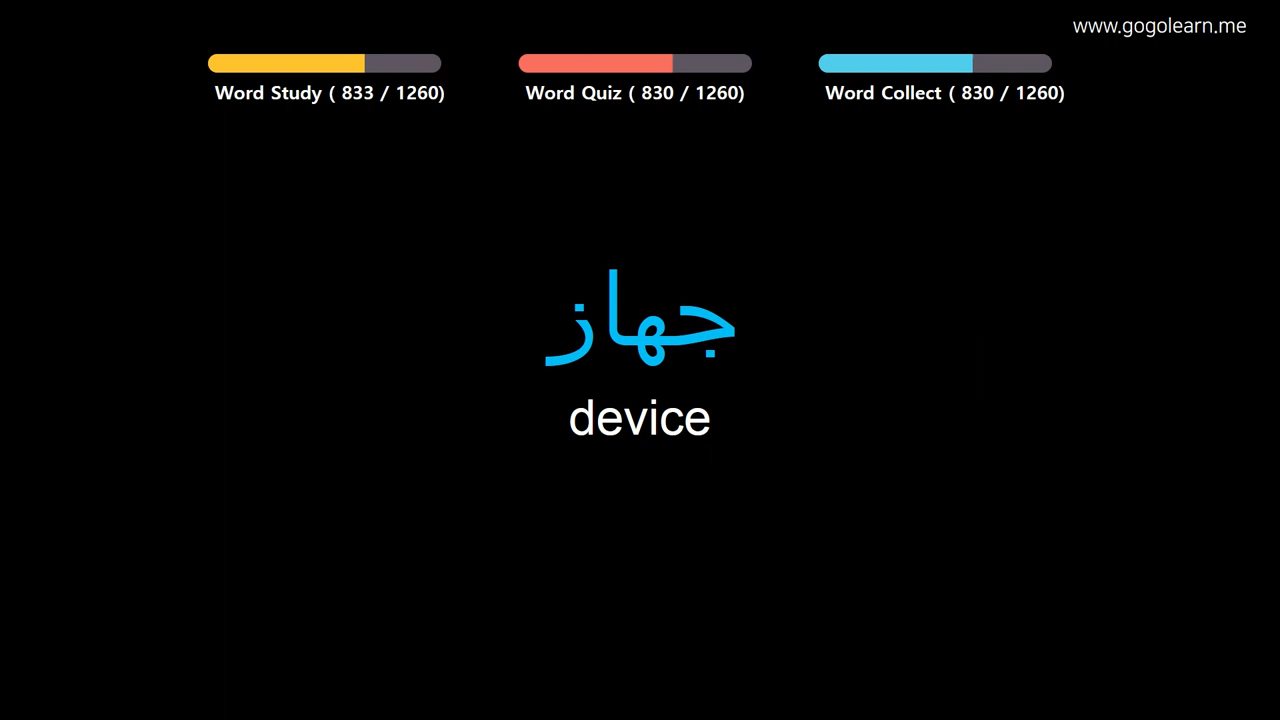 www.gogolearn.me
Word Study ( 833 / 1260)
Word Quiz ( 830 / 1260)
Word Collect ( 830 / 1260)
جهاز
device